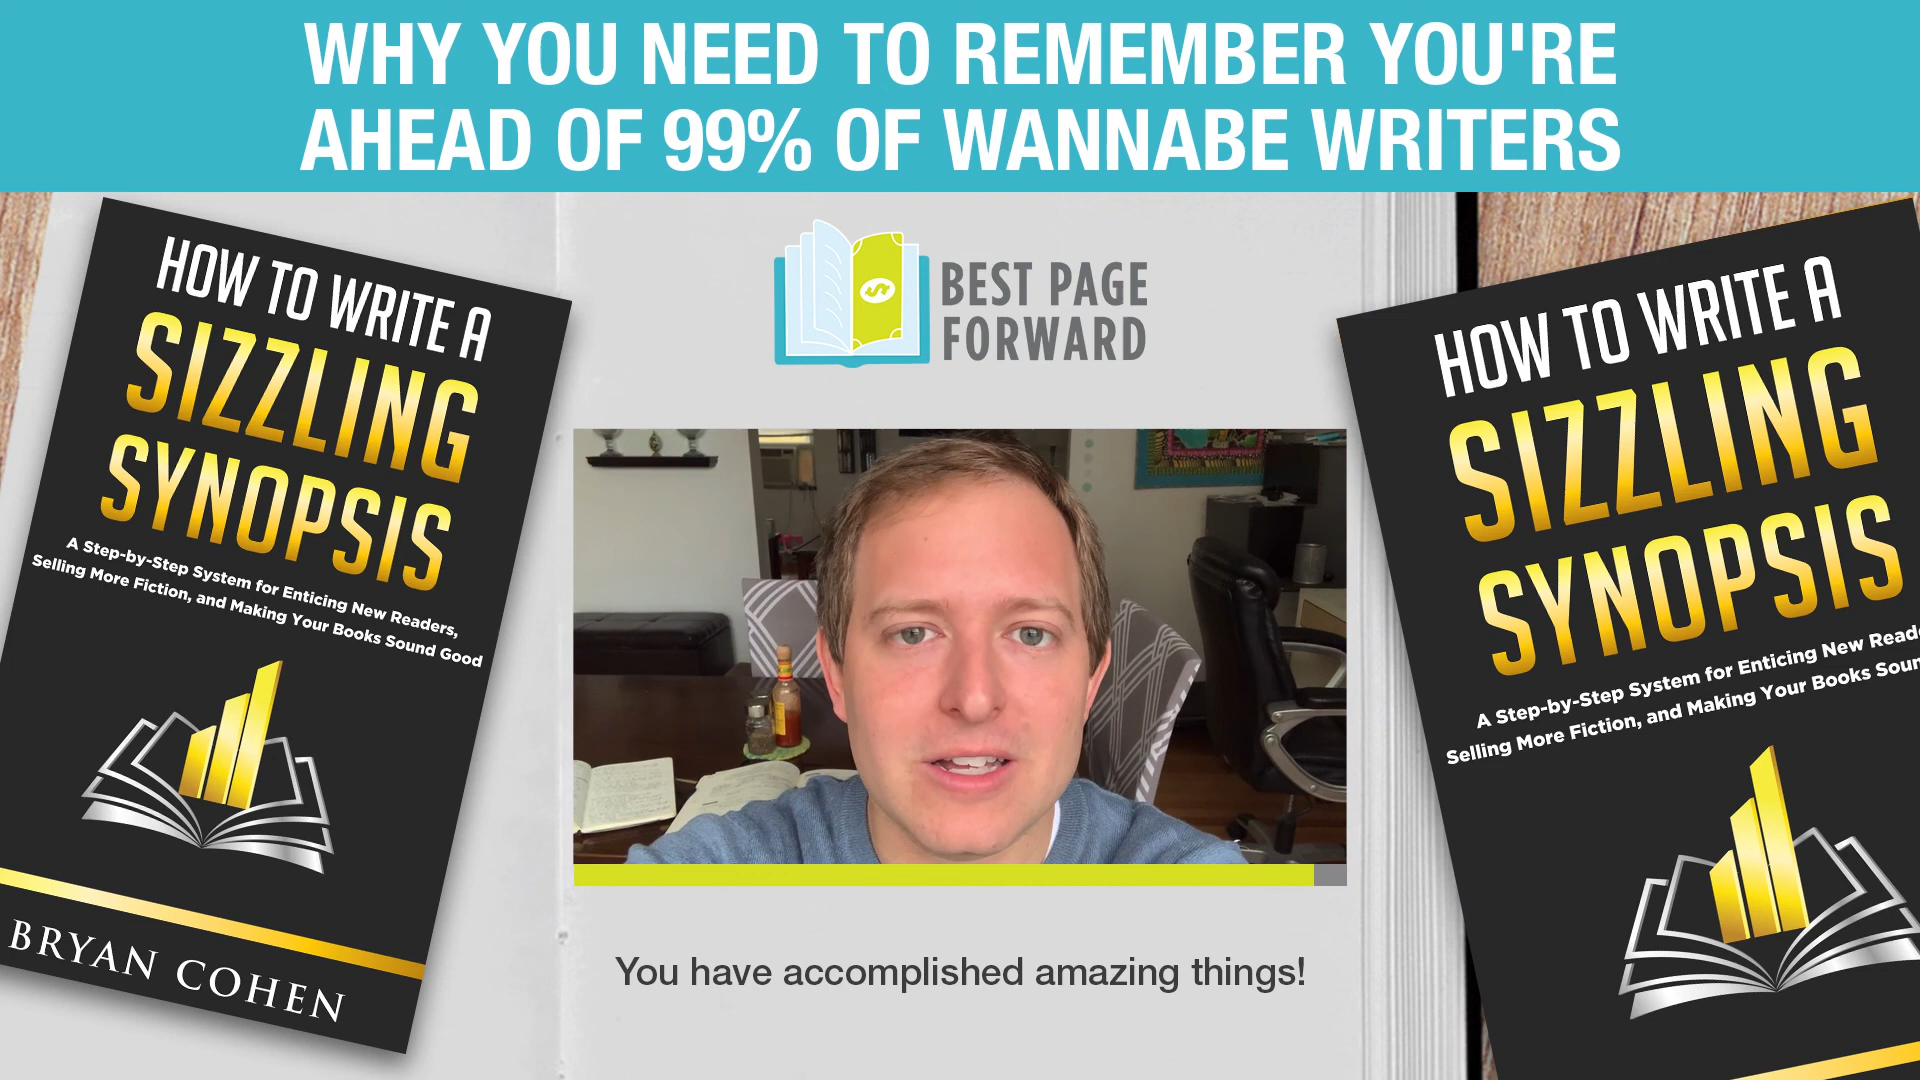 WHY YOU NEED TO REMEMBER YOU'RE
AHEAD OF 99% OF WANNABE WRITERS
HOW TO WRITE A
SIZZLING
SYNOPSIS
A Step-by-Step System for Enticing New Readers,
Selling More Fiction, and Making Your Books Sound Good
BRYAN COHEN
BEST PAGE
FORWARD
You have accomplished amazing things!
HOW TO WRITE A
SIZZLING
SYNOPSIS
A Step-by-Step System for Enticing New Reade
Selling More Fiction, and Making Your Books Soun